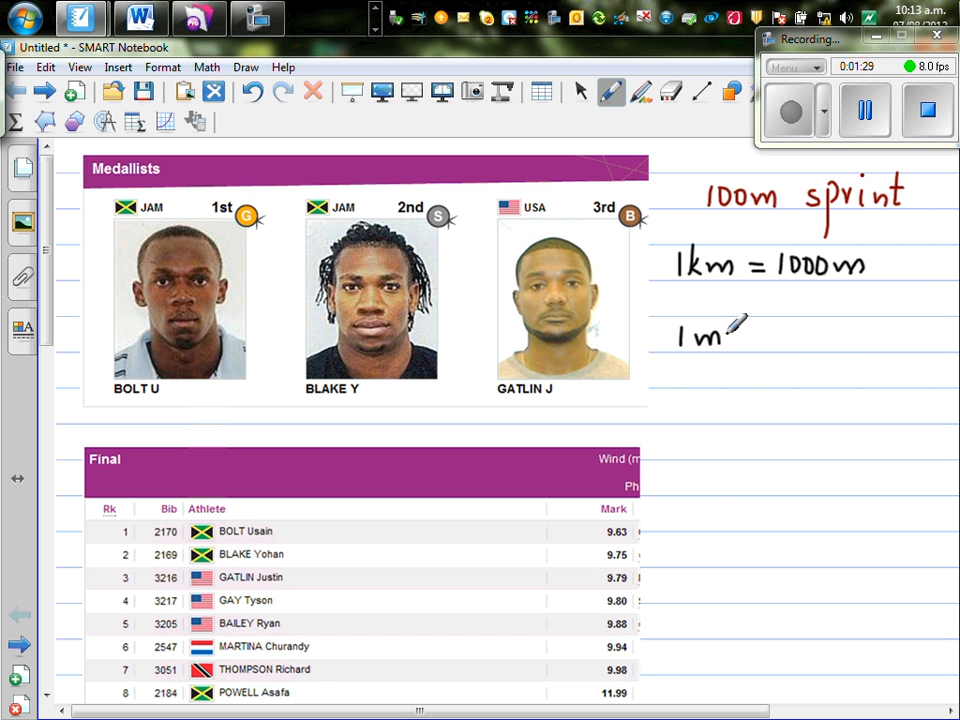 10:13 a.m.
07/08/2012
Untitled * - SMART Notebook
Recording...
File Edit View Insert Format Math Draw Help
Menu 0:01:29 8.0 fps
Medallists
JAM 1st G JAM 2nd S USA 3rd B
BOLT U BLAKE Y GATLIN J
100m sprint
1km = 1000m
1m
Final Wind (m
Ph
Rk Bib Athlete Mark
1 2170 BOLT Usain 9.63
2 2169 BLAKE Yohan 9.75
3 3216 GATLIN Justin 9.79
4 3217 GAY Tyson 9.80
5 3205 BAILEY Ryan 9.88
6 2547 MARTINA Churandy 9.94
7 3051 THOMPSON Richard 9.98
8 2184 POWELL Asafa 11.99